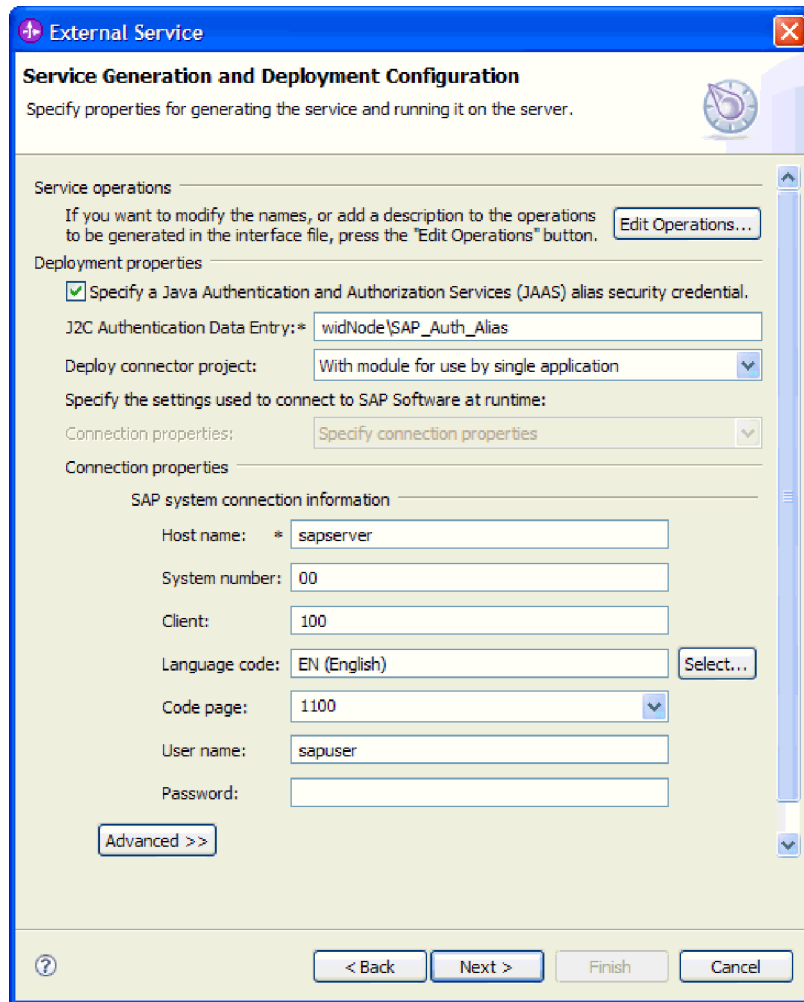 External Service
Service Generation and Deployment Configuration
Specify properties for generating the service and running it on the server.
Service operations
If you want to modify the names, or add a description to the operations
to be generated in the interface file, press the "Edit Operations" button.
Edit Operations...
Deployment properties
Specify a Java Authentication and Authorization Services (JAAS) alias security credential.
J2C Authentication Data Entry:* widNode\SAP_Auth_Alias
Deploy connector project: With module for use by single application
Specify the settings used to connect to SAP Software at runtime:
Connection properties: Specify connection properties
Connection properties
SAP system connection information
Host name: * sapserver
System number: 00
Client: 100
Language code: EN (English) Select...
Code page: 1100
User name: sapuser
Password:
Advanced >>
? < Back Next > Finish Cancel